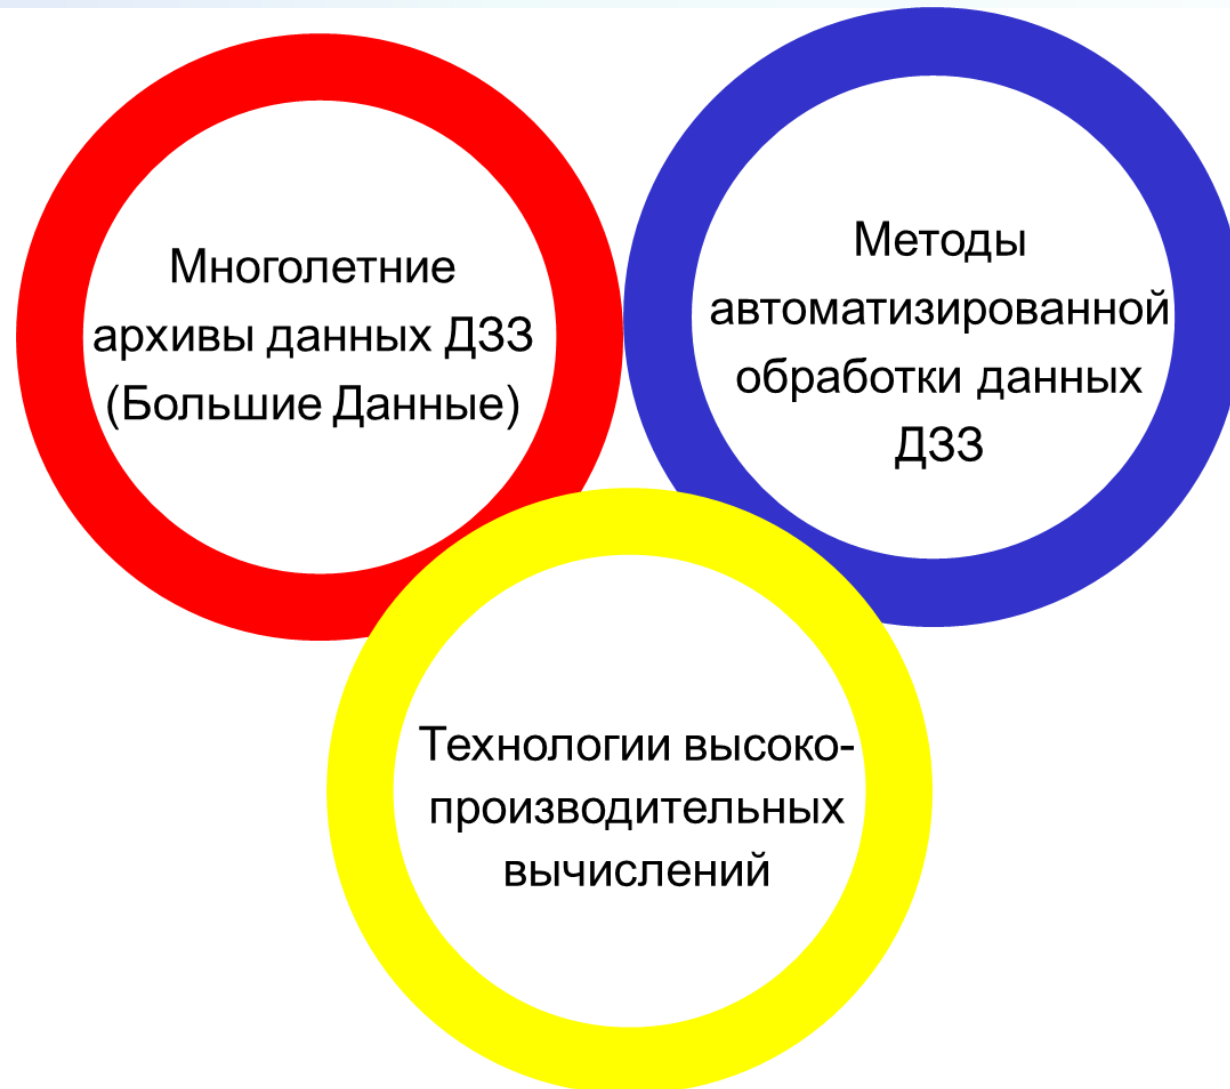 Многолетние
архивы данных ДЗЗ
(Большие Данные)
Методы
автоматизированной
обработки данных
ДЗЗ
Технологии высоко-
производительных
вычислений